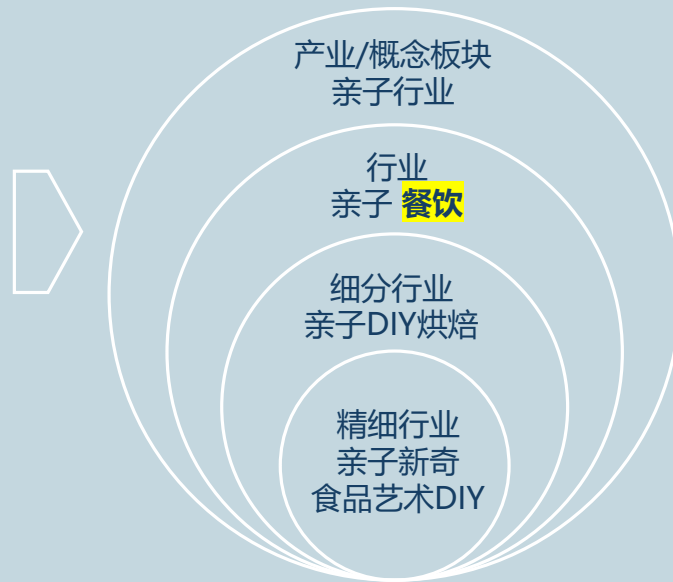 产业/概念板块
亲子行业
行业
亲子 餐饮
细分行业
亲子DIY烘焙
精细行业
亲子新奇
食品艺术DIY